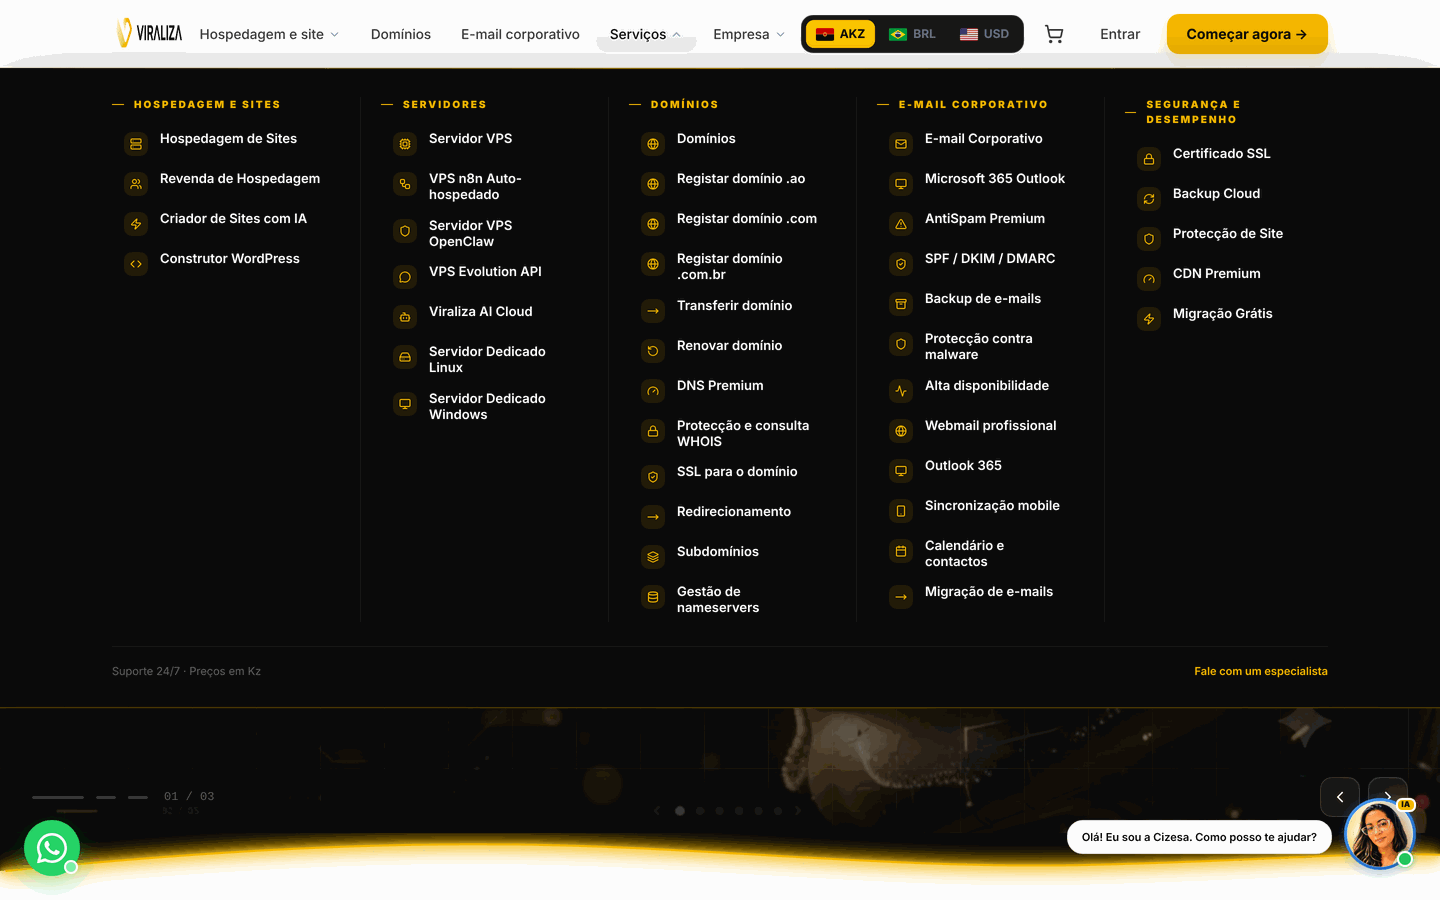 VIRALIZA
Hospedagem e site
Domínios
E-mail corporativo
Serviços
Empresa
AKZ
BRL
USD
Entrar
Começar agora →
HOSPEDAGEM E SITES
Hospedagem de Sites
Revenda de Hospedagem
Criador de Sites com IA
Construtor WordPress
SERVIDORES
Servidor VPS
VPS n8n Auto-
hospedado
Servidor VPS
OpenClaw
VPS Evolution API
Viraliza AI Cloud
Servidor Dedicado
Linux
Servidor Dedicado
Windows
DOMÍNIOS
Domínios
Registar domínio .ao
Registar domínio .com
Registar domínio
.com.br
Transferir domínio
Renovar domínio
DNS Premium
Protecção e consulta
WHOIS
SSL para o domínio
Redirecionamento
Subdomínios
Gestão de
nameservers
E-MAIL CORPORATIVO
E-mail Corporativo
Microsoft 365 Outlook
AntiSpam Premium
SPF / DKIM / DMARC
Backup de e-mails
Protecção contra
malware
Alta disponibilidade
Webmail profissional
Outlook 365
Sincronização mobile
Calendário e
contactos
Migração de e-mails
SEGURANÇA E
DESEMPENHO
Certificado SSL
Backup Cloud
Protecção de Site
CDN Premium
Migração Grátis
Suporte 24/7 · Preços em Kz
Fale com um especialista
01 / 03
IA
Olá! Eu sou a Cizesa. Como posso te ajudar?